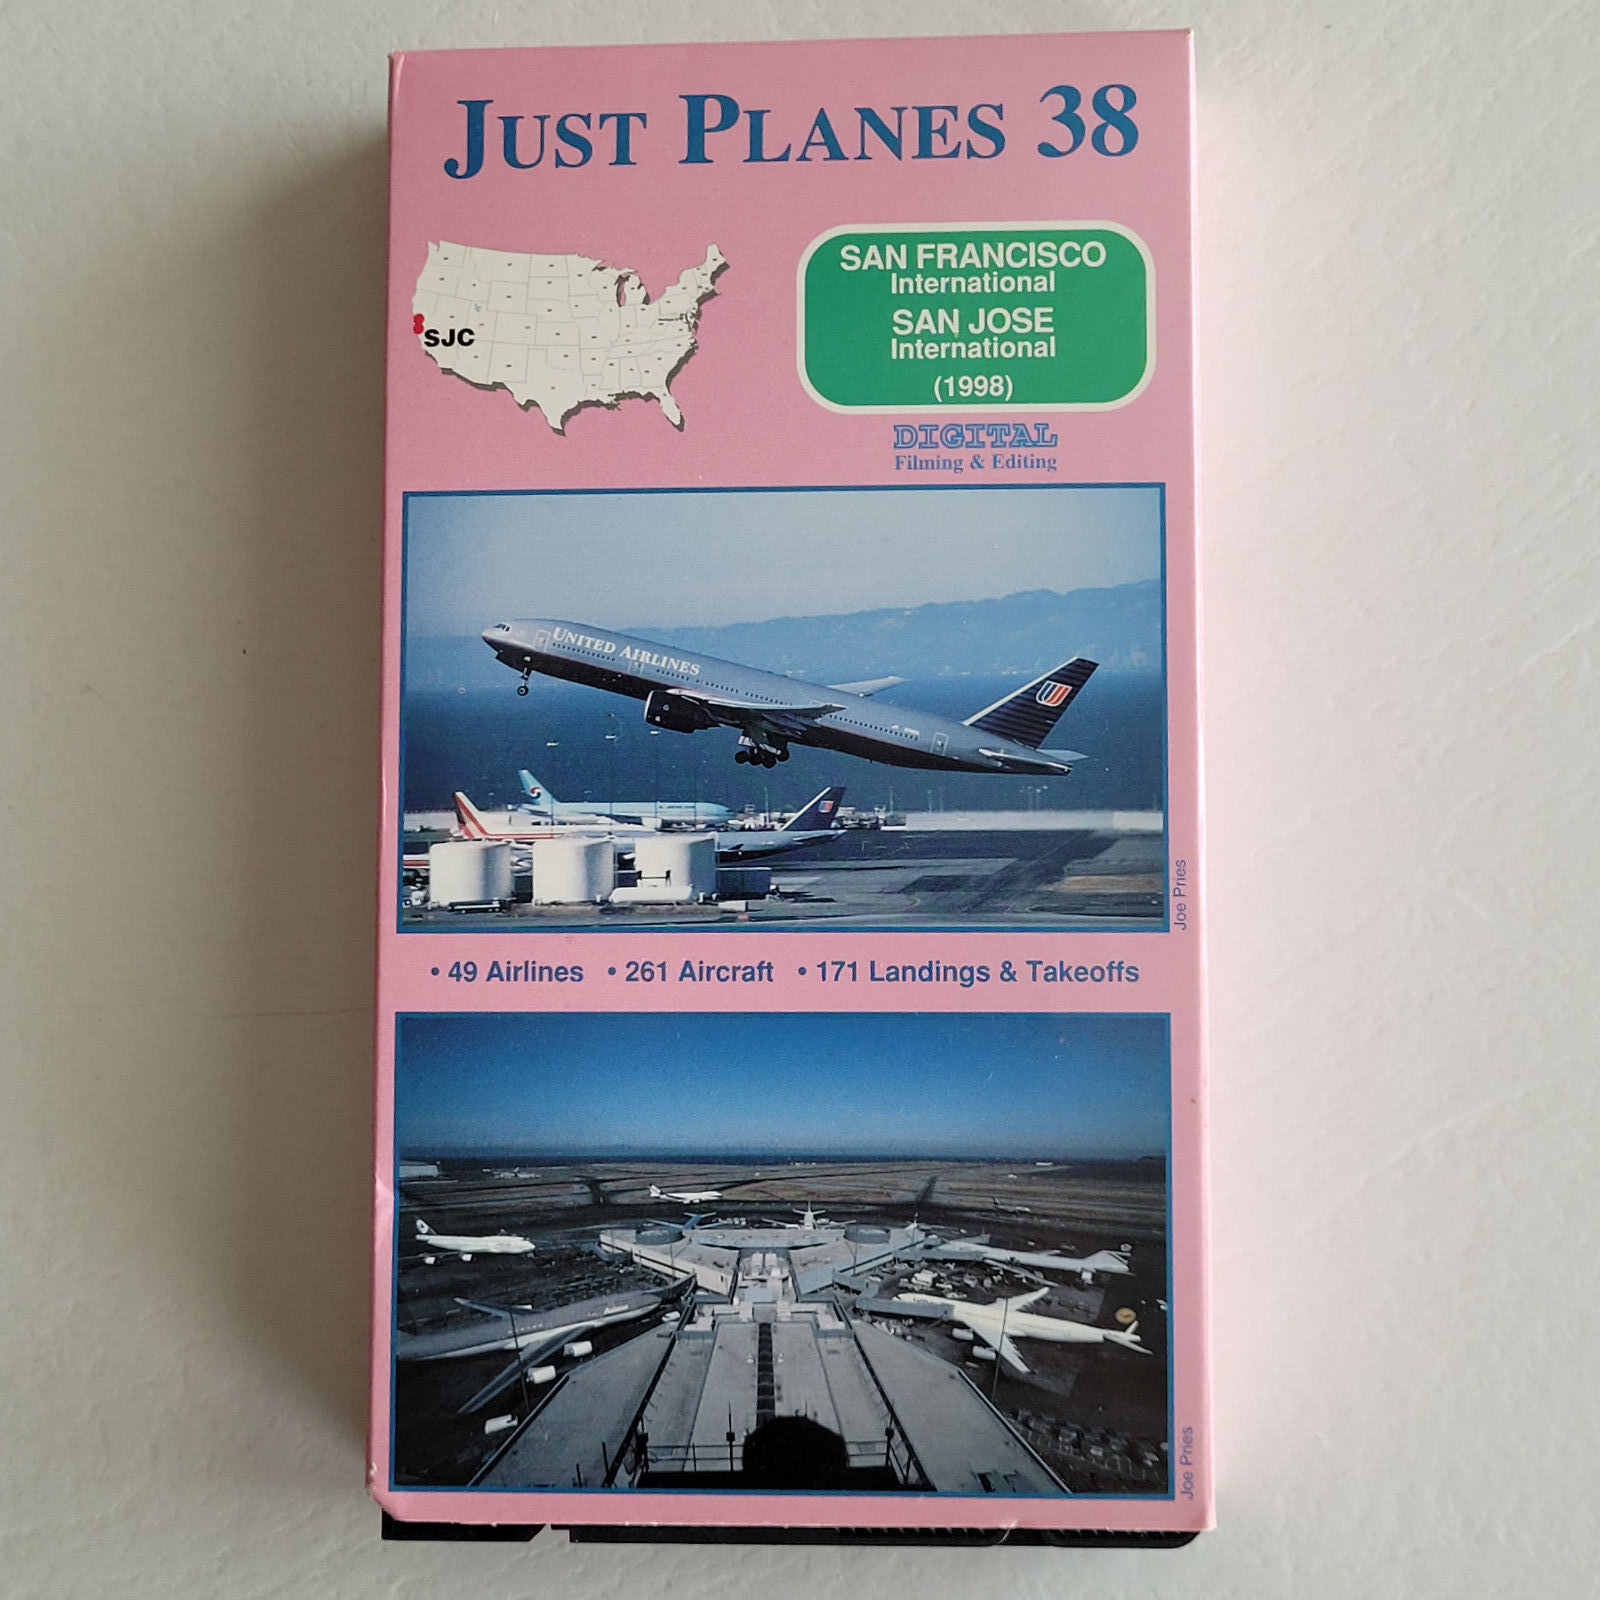 JUST PLANES 38
SJC
SAN FRANCISCO
International
SAN JOSE
International
(1998)
DIGITAL
Filming & Editing
UNITED AIRLINES
Joe Pries
• 49 Airlines • 261 Aircraft • 171 Landings & Takeoffs
Joe Pries